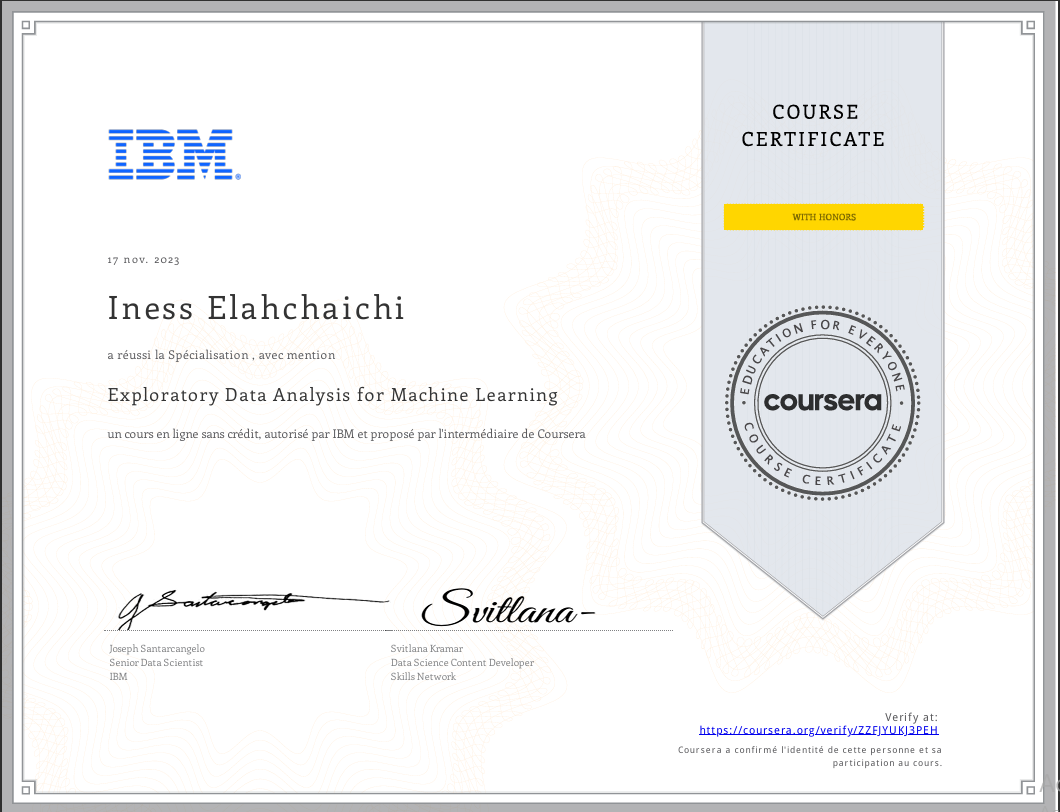 IBM
17 nov. 2023
Iness Elahchaichi
a réussi la Spécialisation , avec mention
Exploratory Data Analysis for Machine Learning
un cours en ligne sans crédit, autorisé par IBM et proposé par l'intermédiaire de Coursera
COURSE
CERTIFICATE
WITH HONORS
EDUCATION FOR EVERYONE
coursera
COURSE CERTIFICATE
Svitlana
Joseph Santarcangelo
Senior Data Scientist
IBM
Svitlana Kramar
Data Science Content Developer
Skills Network
Verify at:
https://coursera.org/verify/ZZFJYUKJ3PEH
Coursera a confirmé l'identité de cette personne et sa
participation au cours.